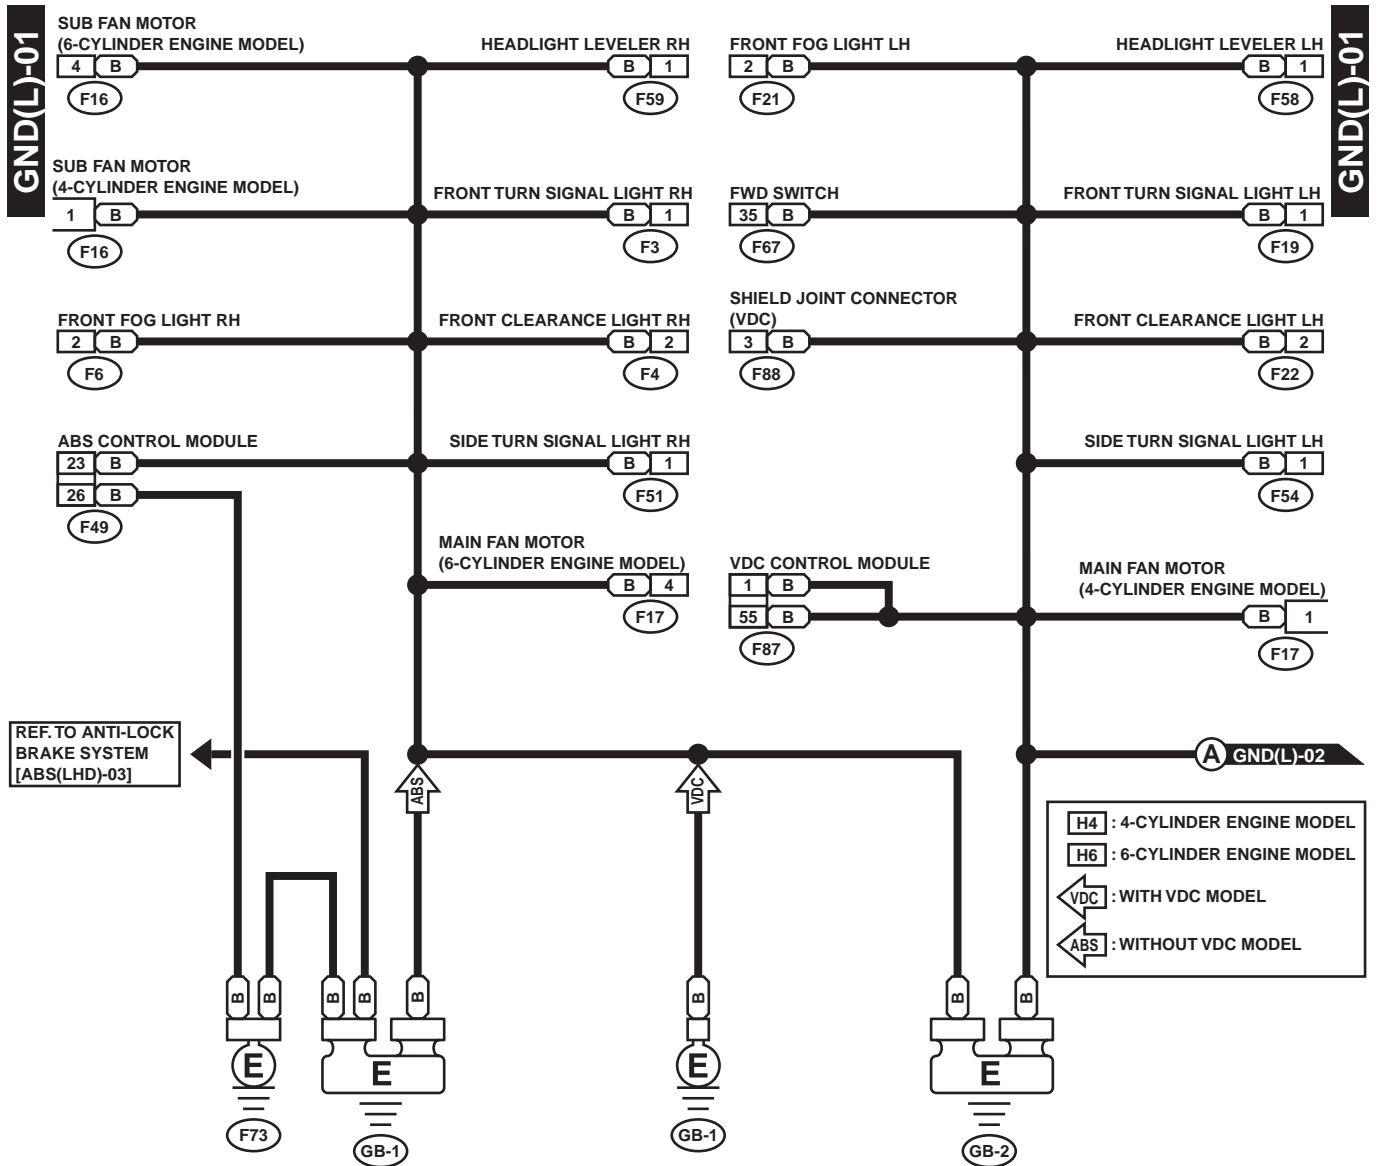 GND(L)-01
GND(L)-01
SUB FAN MOTOR
(6-CYLINDER ENGINE MODEL)
4 B
F16
HEADLIGHT LEVELER RH
B 1
F59
FRONT FOG LIGHT LH
2 B
F21
HEADLIGHT LEVELER LH
B 1
F58
SUB FAN MOTOR
(4-CYLINDER ENGINE MODEL)
1 B
F16
FRONT TURN SIGNAL LIGHT RH
B 1
F3
FWD SWITCH
35 B
F67
FRONT TURN SIGNAL LIGHT LH
B 1
F19
FRONT FOG LIGHT RH
2 B
F6
FRONT CLEARANCE LIGHT RH
B 2
F4
SHIELD JOINT CONNECTOR
(VDC)
3 B
F88
FRONT CLEARANCE LIGHT LH
B 2
F22
ABS CONTROL MODULE
23 B
26 B
F49
SIDE TURN SIGNAL LIGHT RH
B 1
F51
SIDE TURN SIGNAL LIGHT LH
B 1
F54
MAIN FAN MOTOR
(6-CYLINDER ENGINE MODEL)
B 4
F17
VDC CONTROL MODULE
1 B
55 B
F87
MAIN FAN MOTOR
(4-CYLINDER ENGINE MODEL)
B 1
F17
REF. TO ANTI-LOCK
BRAKE SYSTEM
[ABS(LHD)-03]
ABS
VDC
A GND(L)-02
H4 : 4-CYLINDER ENGINE MODEL
H6 : 6-CYLINDER ENGINE MODEL
VDC : WITH VDC MODEL
ABS : WITHOUT VDC MODEL
B B B B B B B B
E E E E
F73 GB-1 GB-1 GB-2